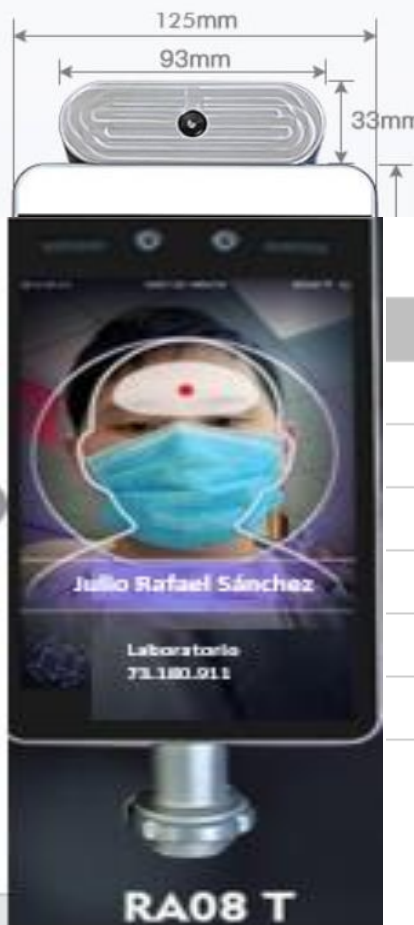 125mm
93mm
33mm
Julio Rafael Sánchez
Laboratorio
73.180.911
RA08 T